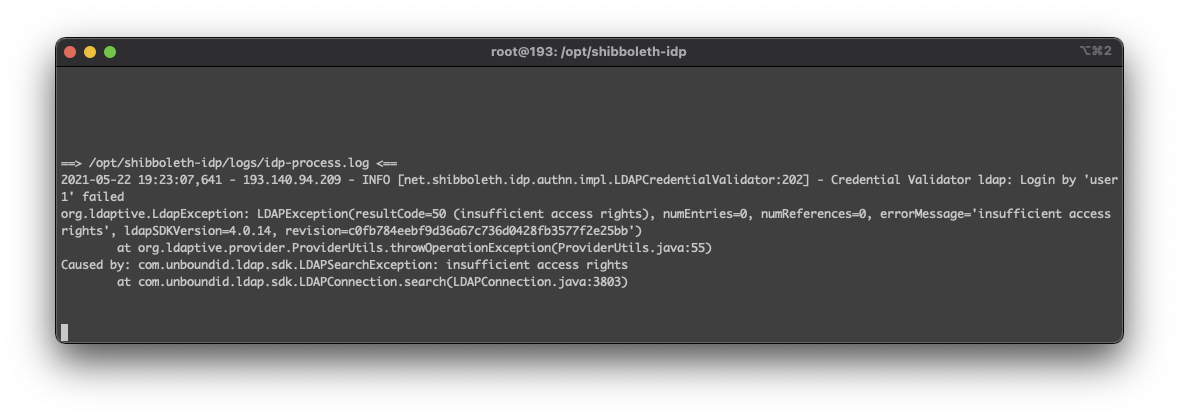 root@193: /opt/shibboleth-idp
⌥⌘2
==> /opt/shibboleth-idp/logs/idp-process.log <==
2021-05-22 19:23:07,641 - 193.140.94.209 - INFO [net.shibboleth.idp.authn.impl.LDAPCredentialValidator:202] - Credential Validator ldap: Login by 'user
1' failed
org.ldaptive.LdapException: LDAPException(resultCode=50 (insufficient access rights), numEntries=0, numReferences=0, errorMessage='insufficient access
rights', ldapSDKVersion=4.0.14, revision=c0fb784eebf9d36a67c736d0428fb3577f2e25bb')
        at org.ldaptive.provider.ProviderUtils.throwOperationException(ProviderUtils.java:55)
Caused by: com.unboundid.ldap.sdk.LDAPSearchException: insufficient access rights
        at com.unboundid.ldap.sdk.LDAPConnection.search(LDAPConnection.java:3803)